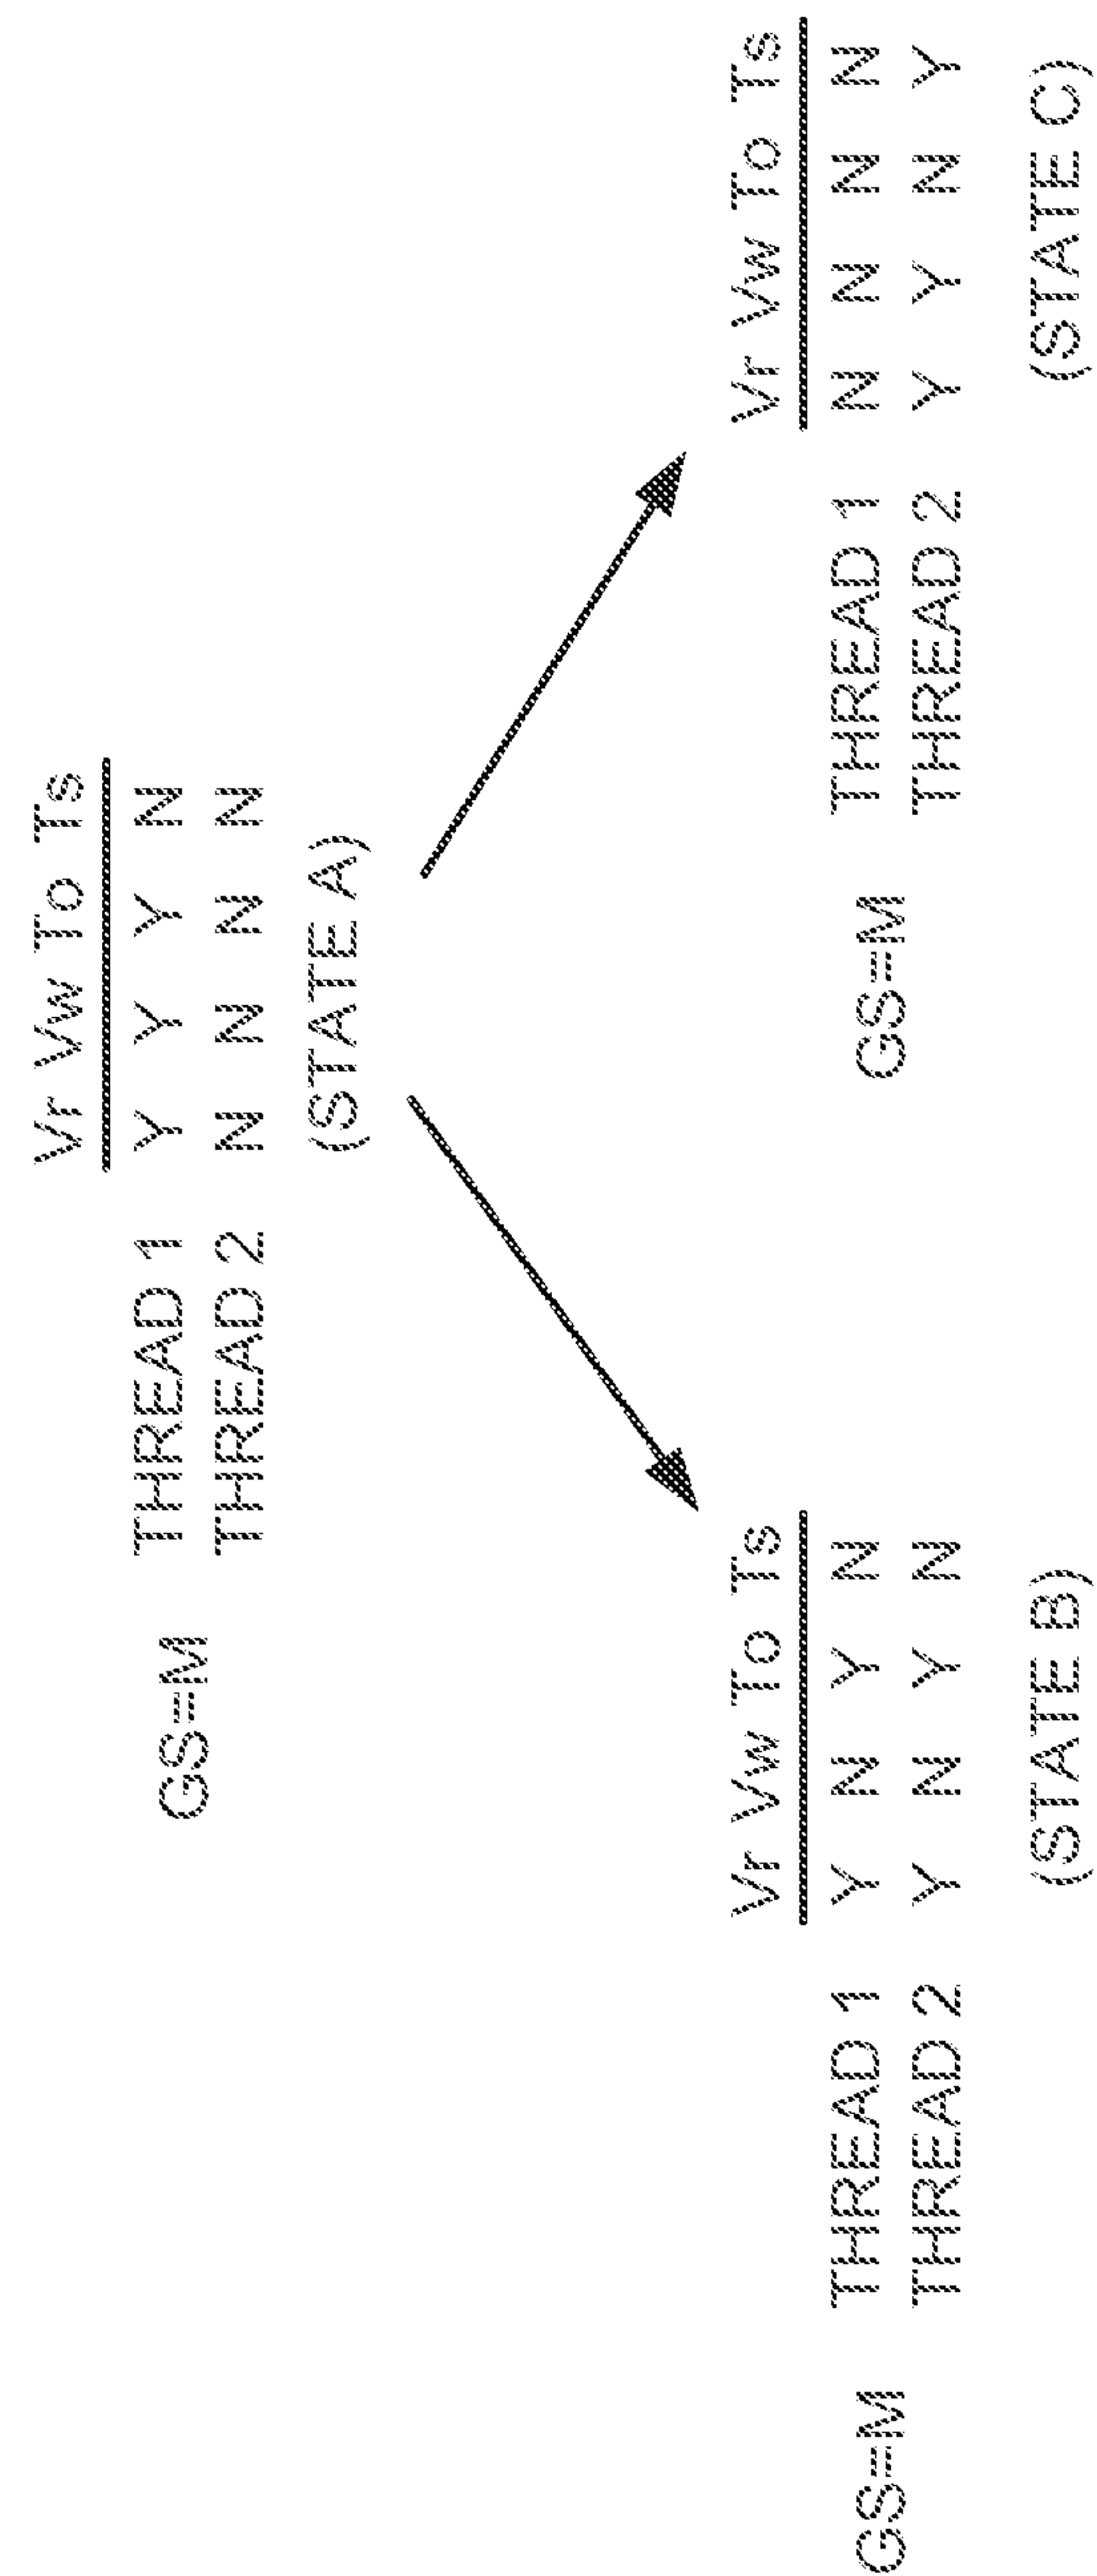 Vr Vw To Ts
GS=M THREAD 1 Y Y Y N
THREAD 2 N N N N
(STATE A)
Vr Vw To Ts
GS=M THREAD 1 Y N Y N
THREAD 2 Y N Y N
(STATE B)
Vr Vw To Ts
GS=M THREAD 1 N N N N
THREAD 2 Y Y N Y
(STATE C)